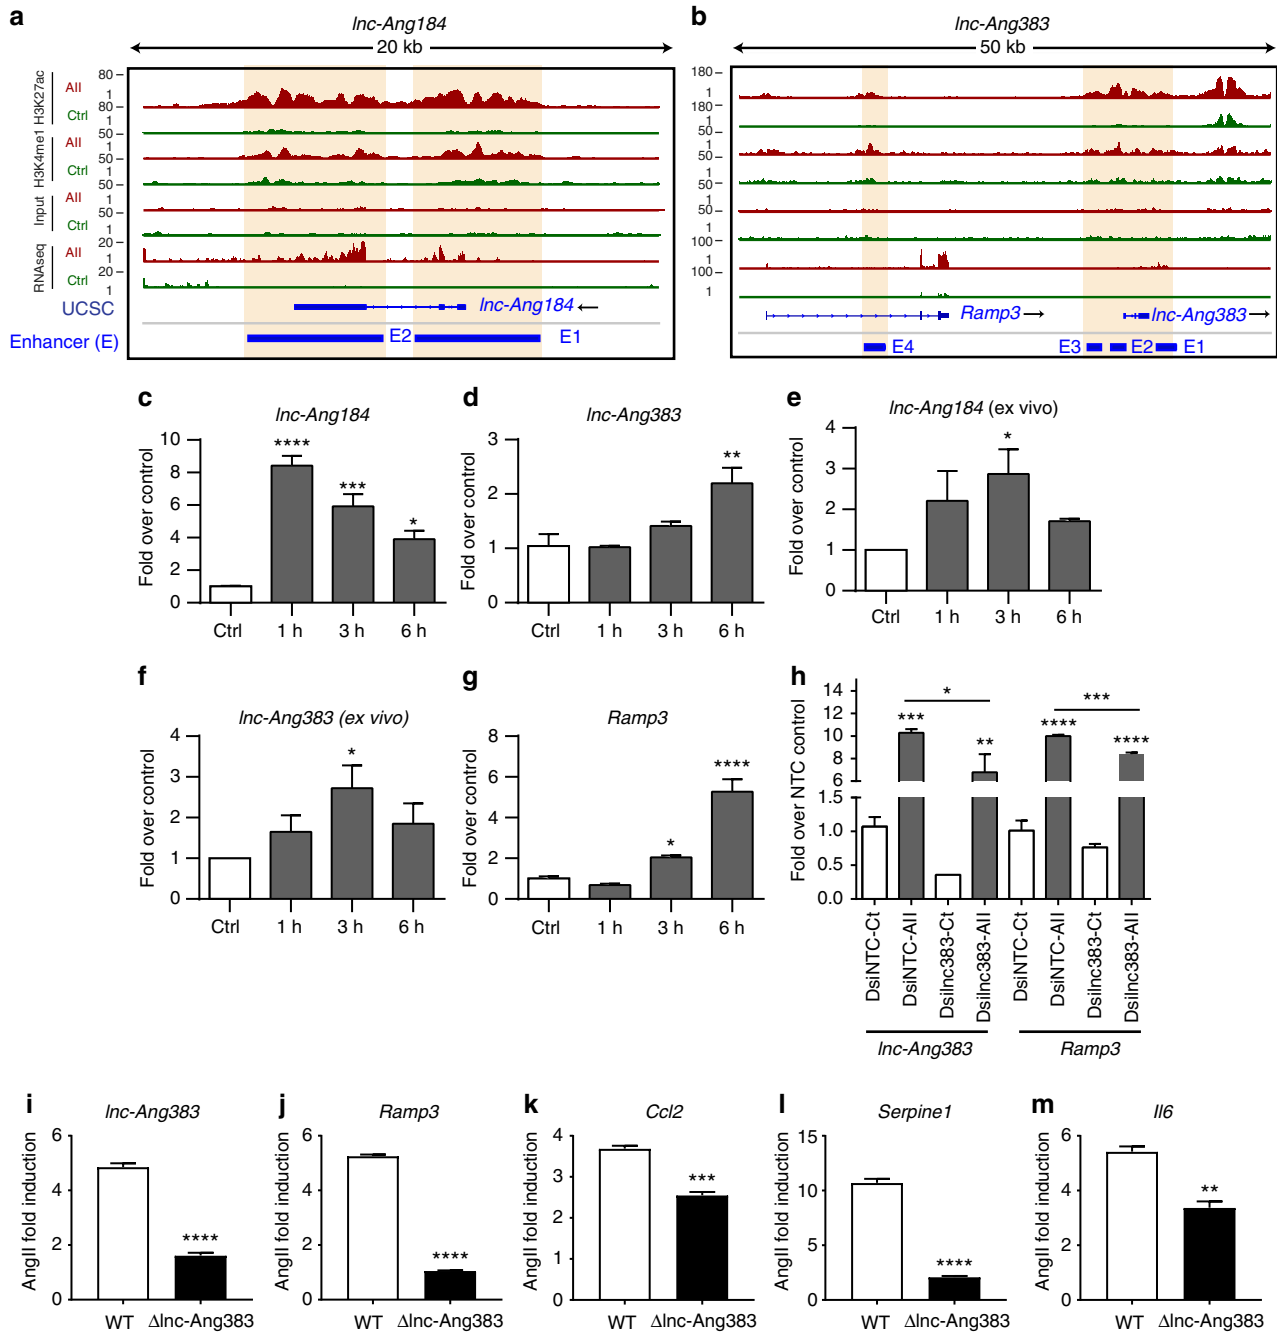 a
lnc-Ang184
20 kb
H3K27ac
H3K4me1
Input
RNAseq
AII
Ctrl
AII
Ctrl
AII
Ctrl
AII
Ctrl
80
1
80
1
50
1
50
1
50
1
50
1
20
1
20
1
UCSC
lnc-Ang184
Enhancer (E)
E2
E1
b
lnc-Ang383
50 kb
180
1
180
1
50
1
50
1
50
1
50
1
100
1
100
1
Ramp3
lnc-Ang383
E4
E3
E2
E1
c
lnc-Ang184
Fold over control
10
8
6
4
2
0
****
***
*
Ctrl 1 h 3 h 6 h
d
lnc-Ang383
Fold over control
3
2
1
0
**
Ctrl 1 h 3 h 6 h
e
lnc-Ang184 (ex vivo)
Fold over control
4
3
2
1
0
*
Ctrl 1 h 3 h 6 h
f
lnc-Ang383 (ex vivo)
Fold over control
4
3
2
1
0
*
Ctrl 1 h 3 h 6 h
g
Ramp3
Fold over control
8
6
4
2
0
*
****
Ctrl 1 h 3 h 6 h
h
Fold over NTC control
14
12
10
8
6
1.5
1.0
0.5
0.0
*
***
***
**
****
****
DsiNTC-Ct
DsiNTC-AII
Dsilnc383-Ct
Dsilnc383-AII
DsiNTC-Ct
DsiNTC-AII
Dsilnc383-Ct
Dsilnc383-AII
lnc-Ang383
Ramp3
i
lnc-Ang383
AngII fold induction
6
4
2
0
****
WT Δlnc-Ang383
j
Ramp3
AngII fold induction
6
4
2
0
****
WT Δlnc-Ang383
k
Ccl2
AngII fold induction
4
3
2
1
0
***
WT Δlnc-Ang383
l
Serpine1
AngII fold induction
15
10
5
0
****
WT Δlnc-Ang383
m
Il6
AngII fold induction
6
4
2
0
**
WT Δlnc-Ang383